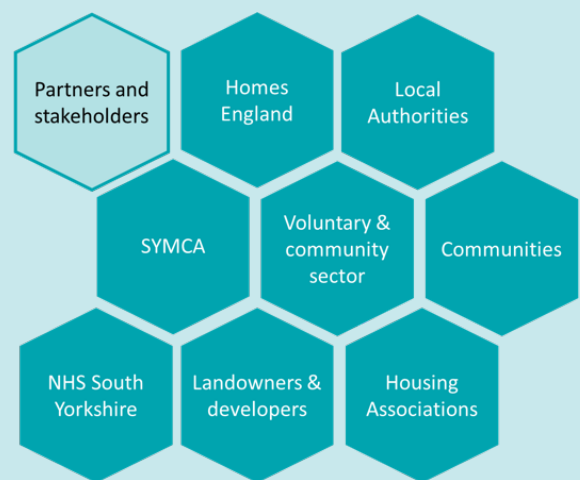 Partners and
stakeholders
Homes
England
Local
Authorities
SYMCA
Voluntary &
community
sector
Communities
NHS South
Yorkshire
Landowners &
developers
Housing
Associations